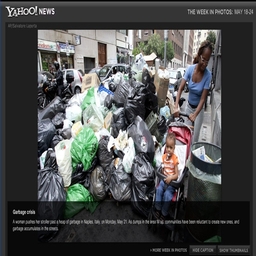 YAHOO! NEWS
THE WEEK IN PHOTOS: MAY 18-24
Garbage crisis
A women pushes her stroller past a heap of garbage in Naples, Italy, on Monday, May 21. As dumps in the area fill up, communities have been reluctant to create new ones, and
garbage accumulates in the streets.
> MORE WEEK IN PHOTOS
HIDE CAPTION
SHOW THUMBNAILS